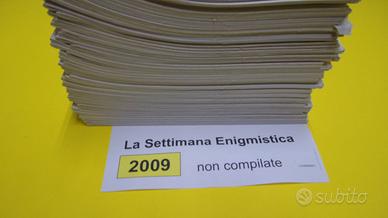 La Settimana Enigmistica
2009 non compilate
subito